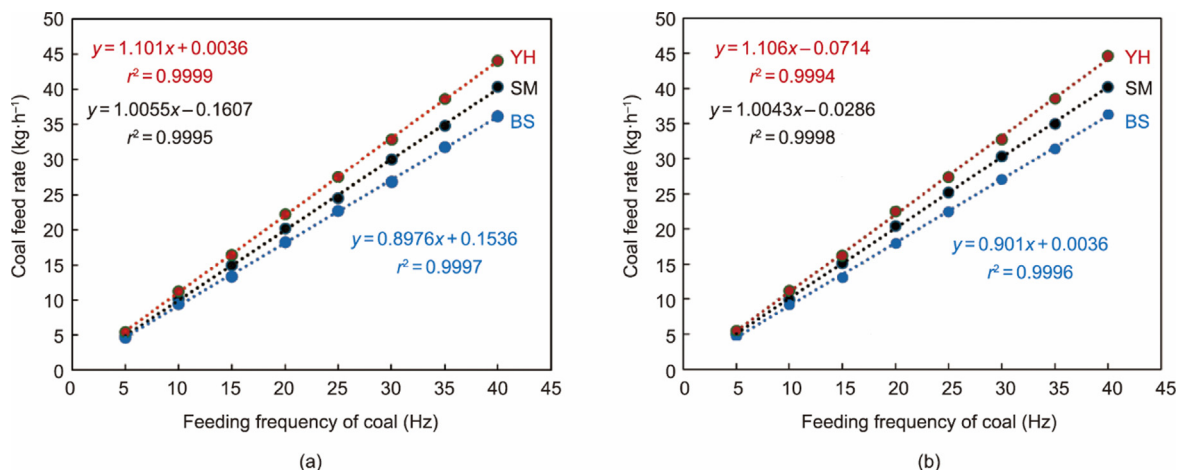 50
45
40
35
30
25
20
15
10
5
0
Coal feed rate (kg·h⁻¹)
y = 1.101x + 0.0036
r² = 0.9999
y = 1.0055x − 0.1607
r² = 0.9995
YH
SM
BS
y = 0.8976x + 0.1536
r² = 0.9997
0 5 10 15 20 25 30 35 40 45
Feeding frequency of coal (Hz)
(a)
50
45
40
35
30
25
20
15
10
5
0
Coal feed rate (kg·h⁻¹)
y = 1.106x − 0.0714
r² = 0.9994
y = 1.0043x − 0.0286
r² = 0.9998
YH
SM
BS
y = 0.901x + 0.0036
r² = 0.9996
0 5 10 15 20 25 30 35 40 45
Feeding frequency of coal (Hz)
(b)